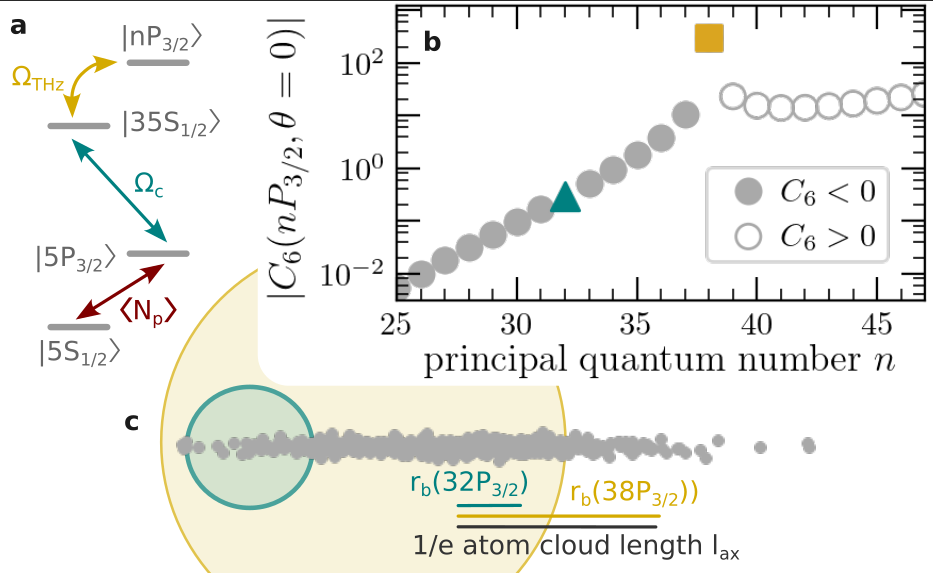 a
|nP3/2⟩
ΩTHz
|35S1/2⟩
Ωc
|5P3/2⟩
⟨Np⟩
|5S1/2⟩
b
|C6(nP3/2, θ = 0)|
10^2
10^0
10^−2
C6 < 0
C6 > 0
25 30 35 40 45
principal quantum number n
c
rb(32P3/2)
rb(38P3/2))
1/e atom cloud length lax